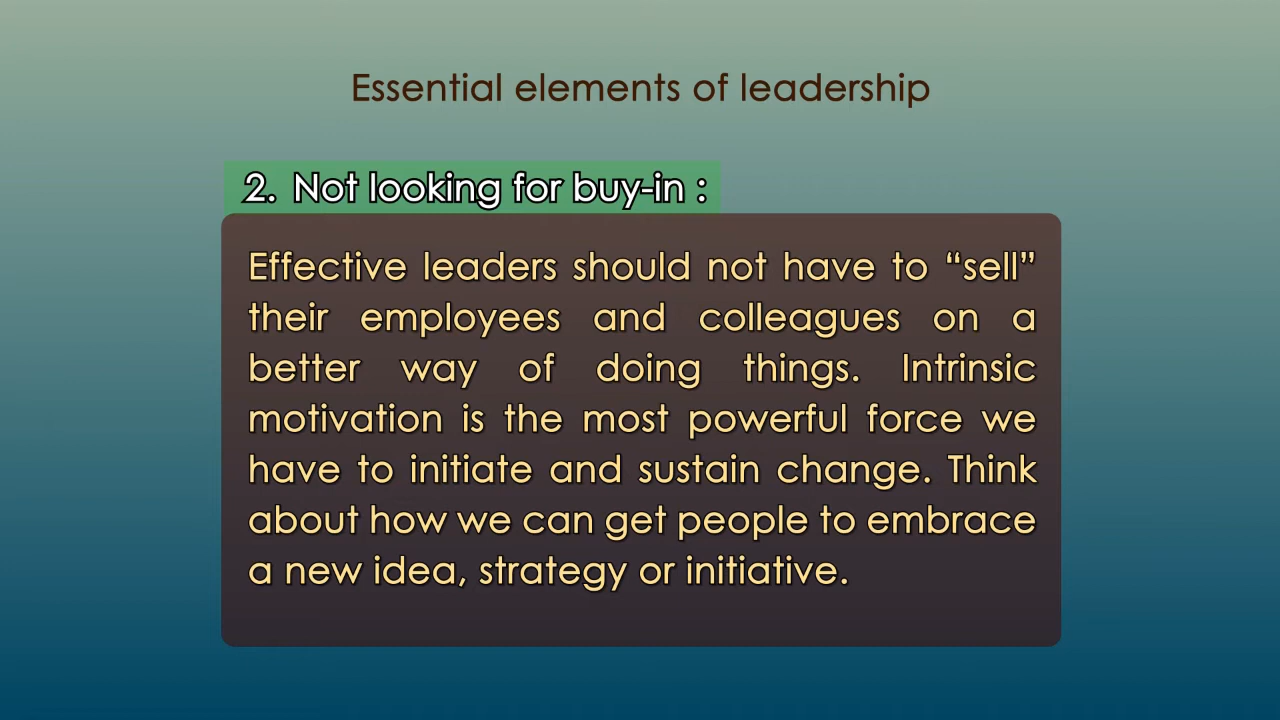 Essential elements of leadership
2. Not looking for buy-in :
Effective leaders should not have to “sell”
their employees and colleagues on a
better way of doing things. Intrinsic
motivation is the most powerful force we
have to initiate and sustain change. Think
about how we can get people to embrace
a new idea, strategy or initiative.